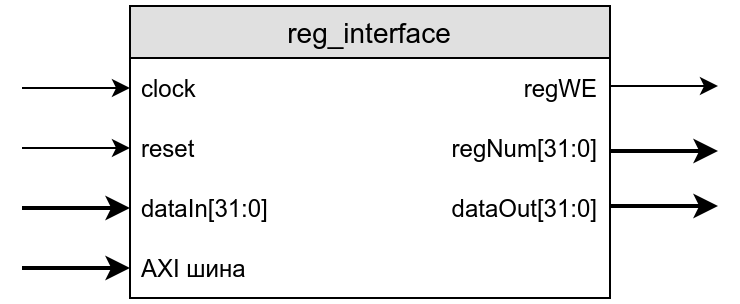 reg_interface
clock
regWE
reset
regNum[31:0]
dataIn[31:0]
dataOut[31:0]
AXI шина